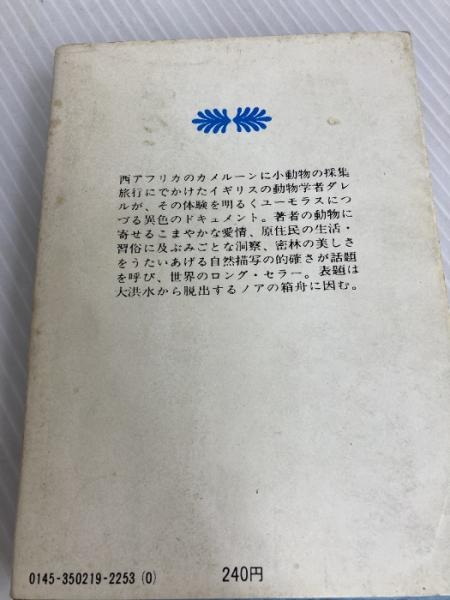 西アフリカのカメルーンに小動物の採集
旅行にでかけたイギリスの動物学者ダレ
ルが、その体験を明るくユーモラスにつ
づる異色のドキュメント。著者の動物に
寄せるこまやかな愛情、原住民の生活・
習俗に及ぶみごとな洞察、密林の美しさ
をうたいあげる自然描写の的確さが話題
を呼び、世界のロング・セラー。表題は
大洪水から脱出するノアの箱舟に因む。
0145-350219-2253 (0)
240円